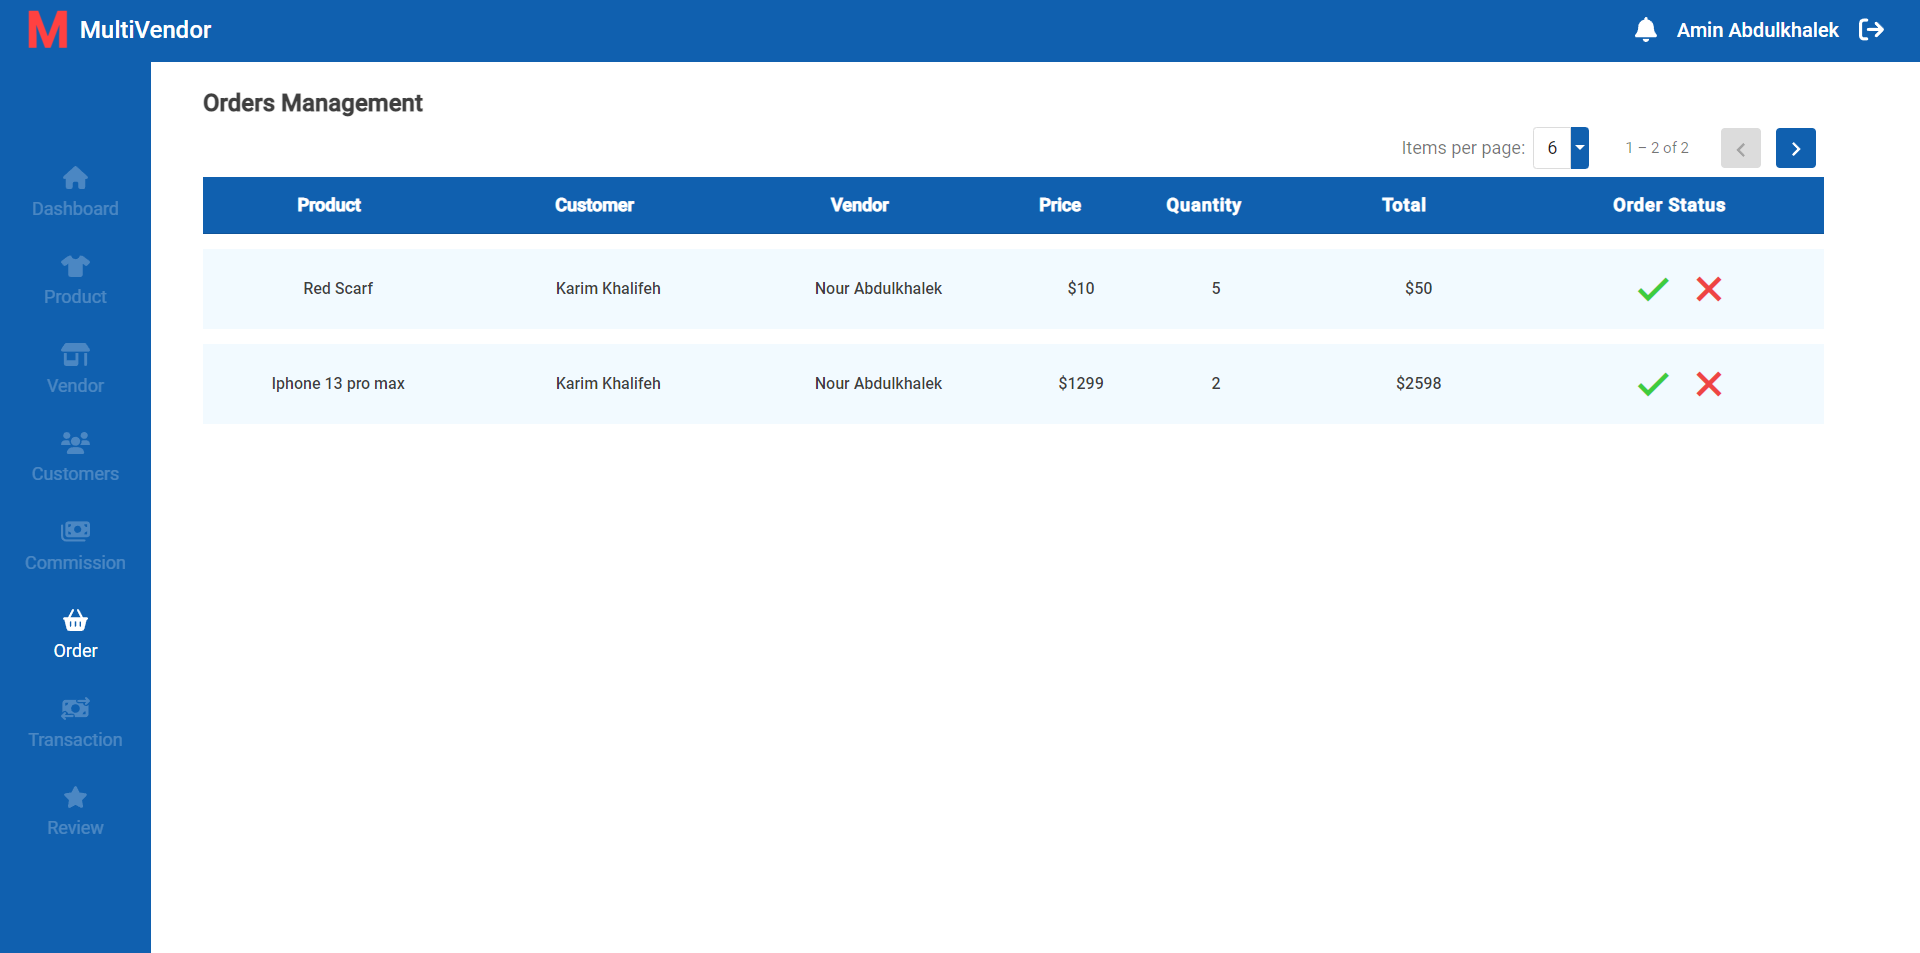 M MultiVendor
Amin Abdulkhalek
Dashboard
Product
Vendor
Customers
Commission
Order
Transaction
Review
Orders Management
Items per page: 6 1 – 2 of 2
Product Customer Vendor Price Quantity Total Order Status
Red Scarf Karim Khalifeh Nour Abdulkhalek $10 5 $50
Iphone 13 pro max Karim Khalifeh Nour Abdulkhalek $1299 2 $2598